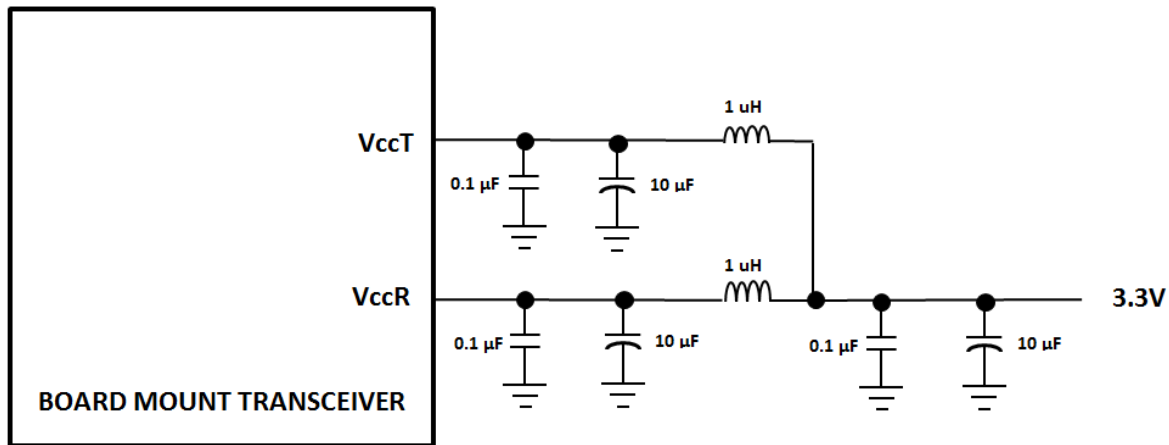 1 uH
VccT
0.1 µF
10 µF
1 uH
VccR
3.3V
0.1 µF
10 µF
0.1 µF
10 µF
BOARD MOUNT TRANSCEIVER